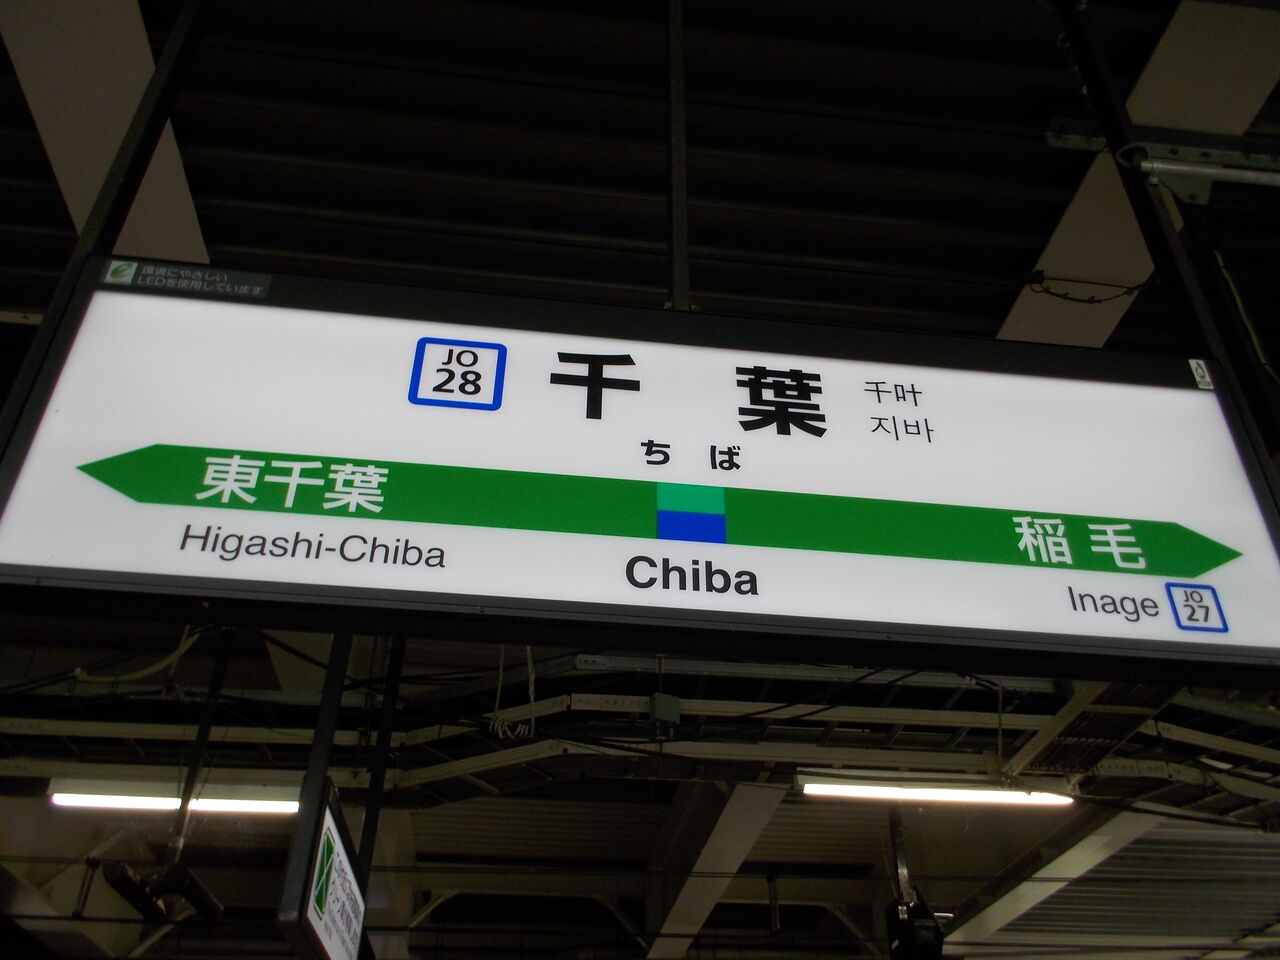 環境にやさしい
LEDを使用しています
JO
28
千葉
千叶
지바
ちば
東千葉
稲毛
Higashi-Chiba
Chiba
Inage
JO
27